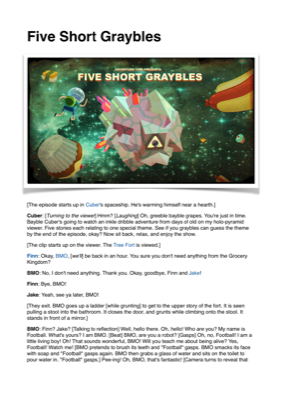 Five Short Graybles
ADVENTURE TIME PRESENTS
FIVE SHORT GRAYBLES
[The episode starts up in Cuber's spaceship. He's warming himself near a hearth.]
Cuber: [Turning to the viewer] Hmm? [Laughing] Oh, greeble bayble grapes. You're just in time.
Bayble Cuber's going to watch an inkle dribble adventure from days of old on my holo-pyramid
viewer. Five stories each relating to one special theme. See if you graybles can guess the theme
by the end of the episode, okay? Now sit back, relax, and enjoy the show.
[The clip starts up on the viewer. The Tree Fort is viewed.]
Finn: Okay, BMO, [we'll] be back in an hour. You sure you don't need anything from the Grocery
Kingdom?
BMO: No, I don't need anything. Thank you. Okay, goodbye, Finn and Jake!
Finn: Bye, BMO!
Jake: Yeah, see ya later, BMO!
[They exit. BMO goes up a ladder [while grunting] to get to the upper story of the fort. It is seen
pulling a stool into the bathroom. It closes the door, and grunts while climbing onto the stool. It
stands in front of a mirror.]
BMO: Finn? Jake? [Talking to reflection] Well, hello there. Oh, hello! Who are you? My name is
Football. What's yours? I am BMO. [Beat] BMO, are you a robot? [Gasps] Oh, no, Football! I am a
little living boy! Oh! That sounds wonderful, BMO! Will you teach me about being alive? Yes,
Football! Watch me! [BMO pretends to brush its teeth and "Football" gasps. BMO smacks its face
with soap and "Football" gasps again. BMO then grabs a glass of water and sits on the toilet to
pour water in. "Football" gasps.] Pee-ing! Oh, BMO, that's fantastic! [Camera turns to reveal that